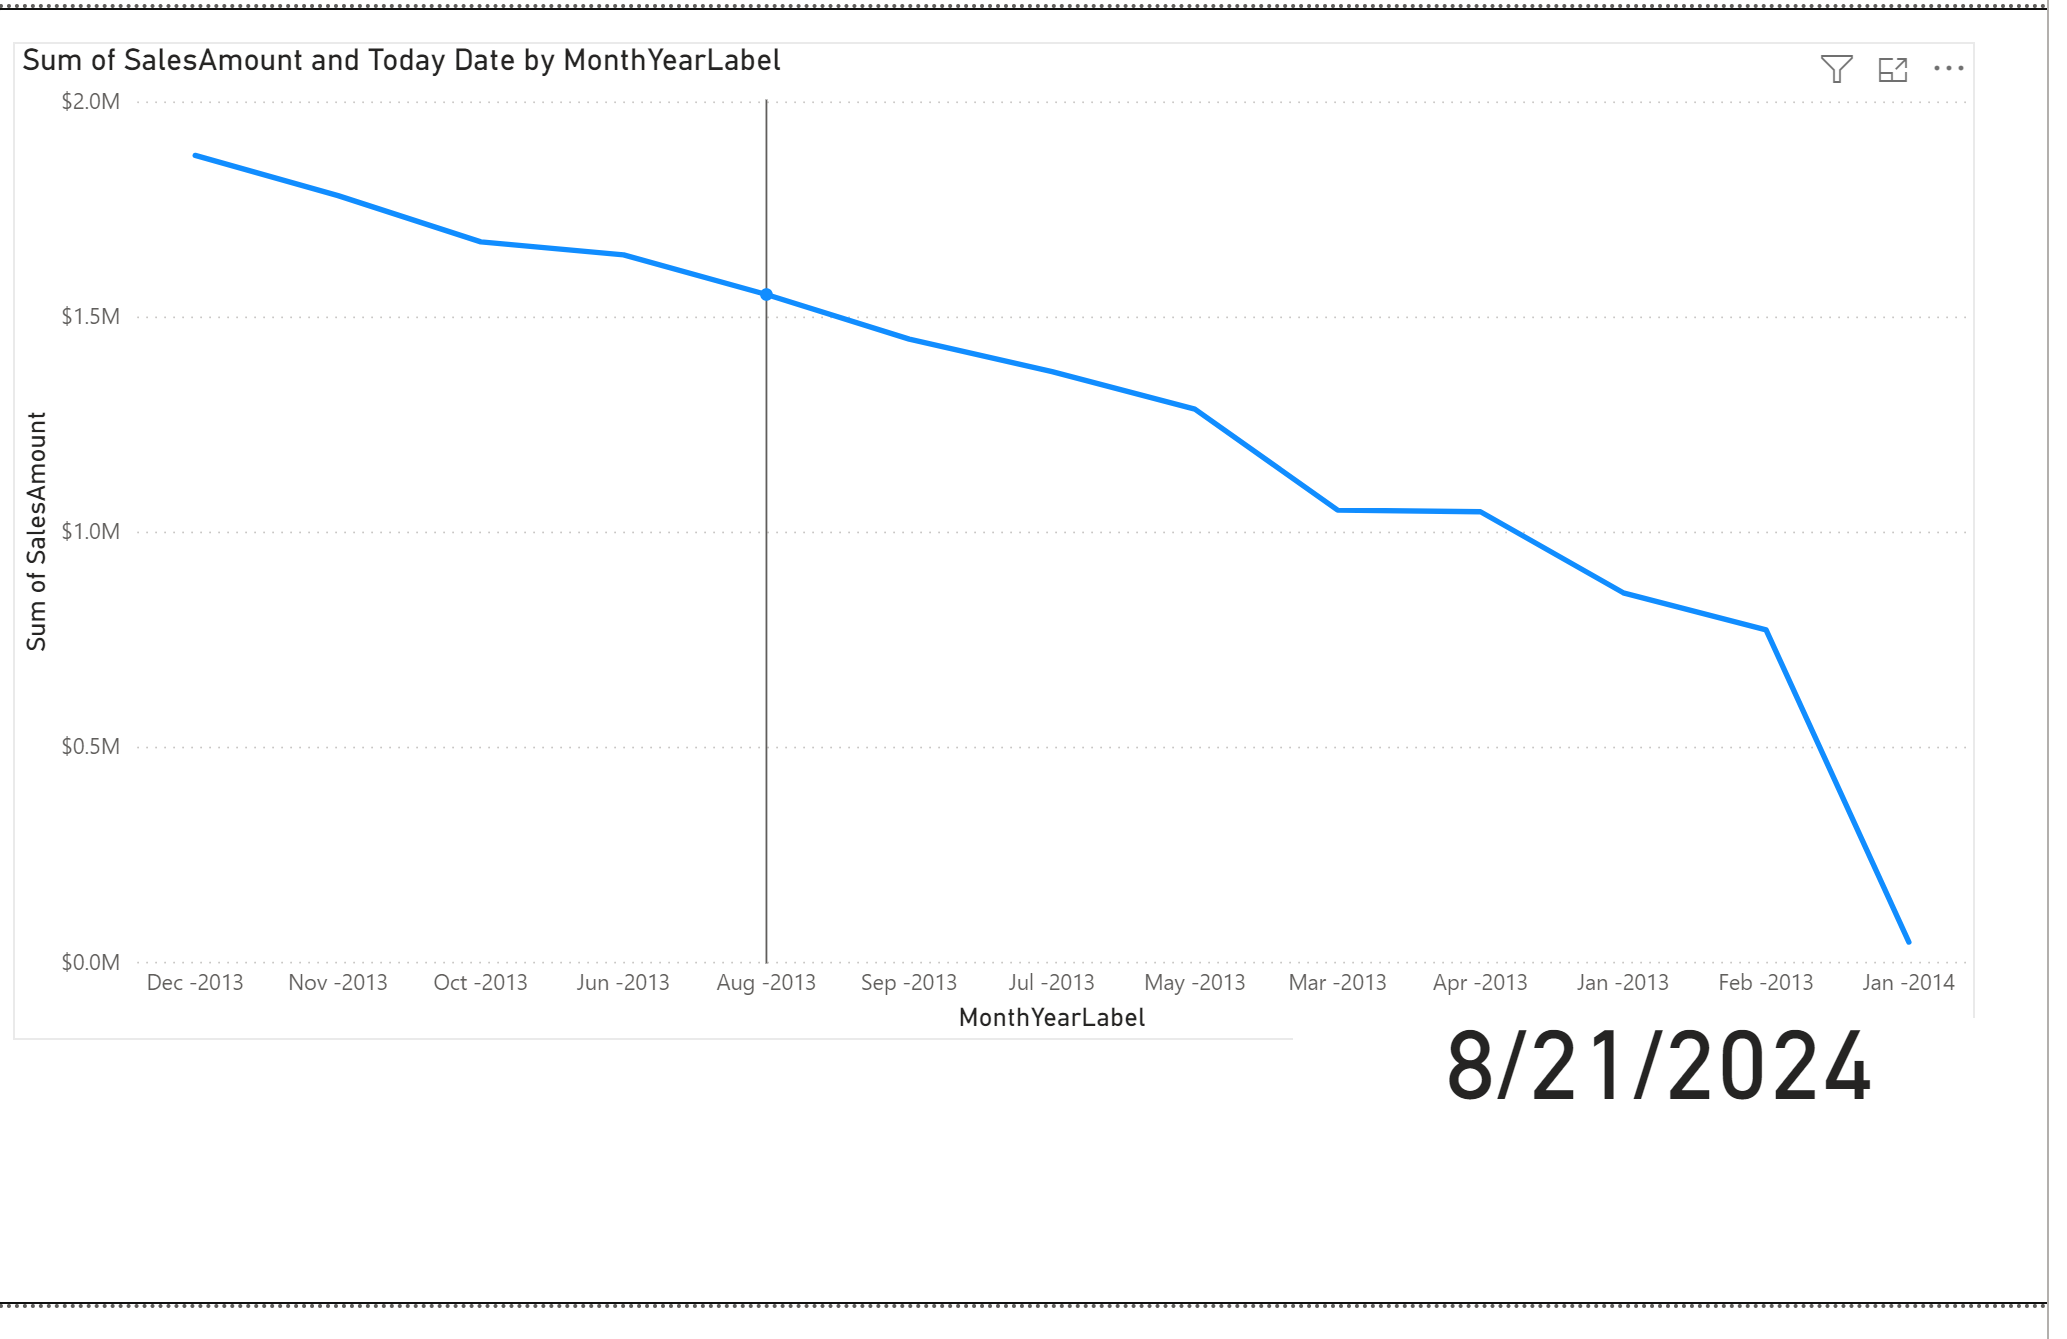 Sum of SalesAmount and Today Date by MonthYearLabel
$2.0M
$1.5M
$1.0M
$0.5M
$0.0M
Sum of SalesAmount
Dec -2013 Nov -2013 Oct -2013 Jun -2013 Aug -2013 Sep -2013 Jul -2013 May -2013 Mar -2013 Apr -2013 Jan -2013 Feb -2013 Jan -2014
MonthYearLabel
8/21/2024